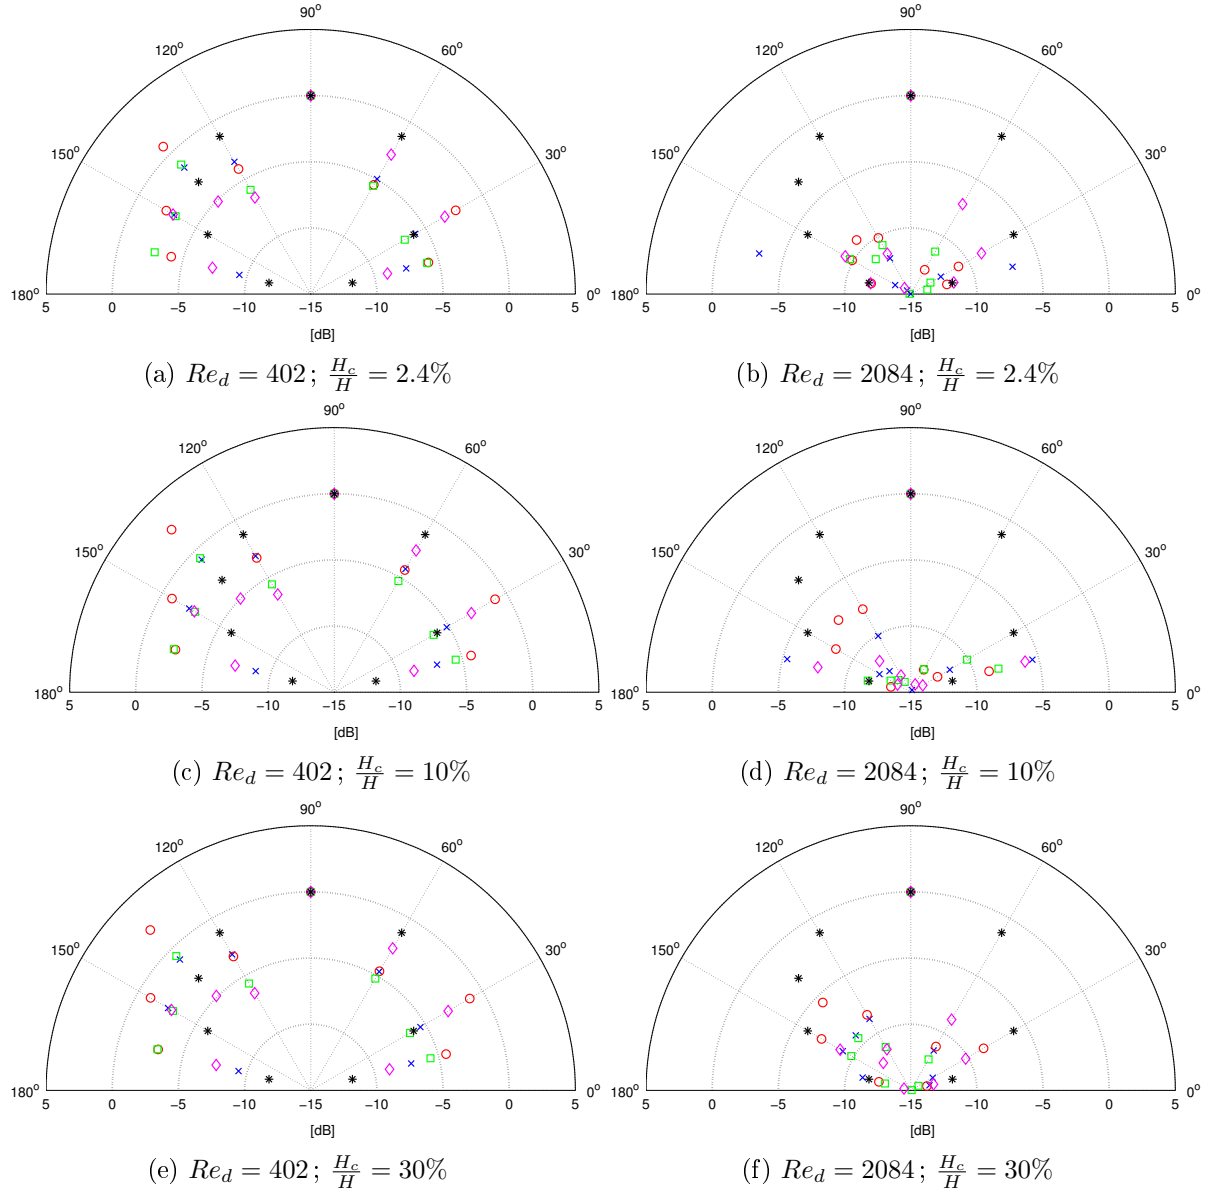 90°
120° 60°
150° 30°
180° 0°
5 0 −5 −10 −15 −10 −5 0 5
[dB]
(a) Re_d = 402 ; H_c/H = 2.4%
90°
120° 60°
150° 30°
180° 0°
5 0 −5 −10 −15 −10 −5 0 5
[dB]
(b) Re_d = 2084 ; H_c/H = 2.4%
90°
120° 60°
150° 30°
180° 0°
5 0 −5 −10 −15 −10 −5 0 5
[dB]
(c) Re_d = 402 ; H_c/H = 10%
90°
120° 60°
150° 30°
180° 0°
5 0 −5 −10 −15 −10 −5 0 5
[dB]
(d) Re_d = 2084 ; H_c/H = 10%
90°
120° 60°
150° 30°
180° 0°
5 0 −5 −10 −15 −10 −5 0 5
[dB]
(e) Re_d = 402 ; H_c/H = 30%
90°
120° 60°
150° 30°
180° 0°
5 0 −5 −10 −15 −10 −5 0 5
[dB]
(f) Re_d = 2084 ; H_c/H = 30%